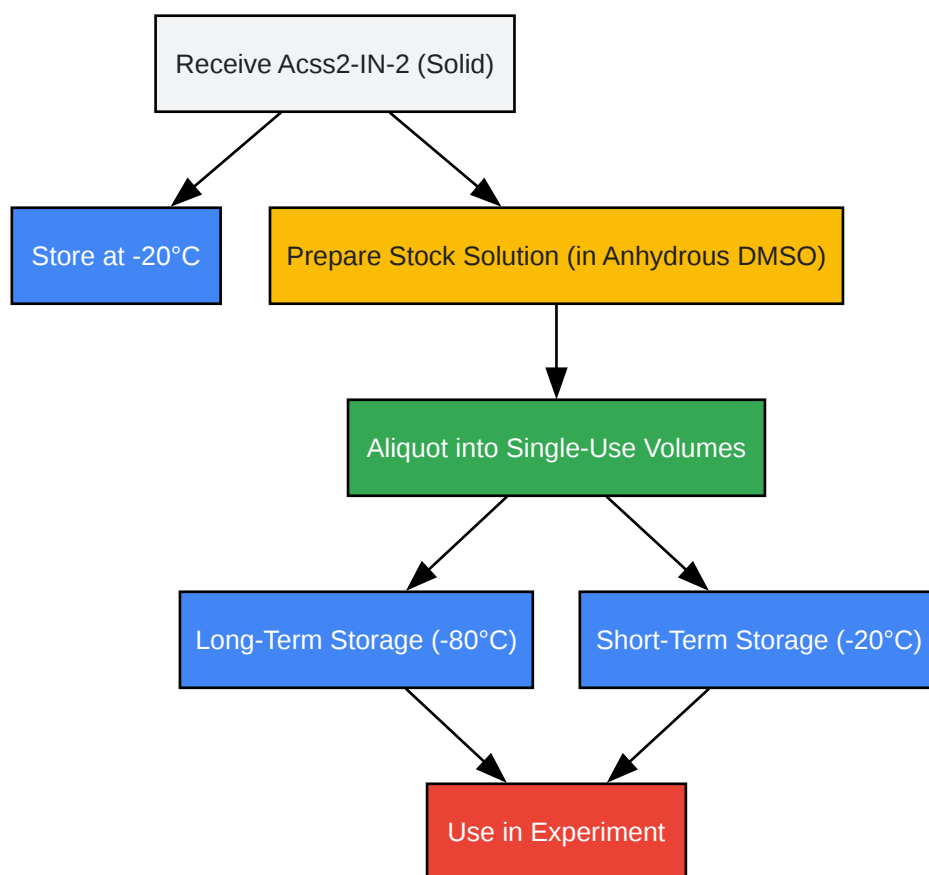 Receive Acss2-IN-2 (Solid)
Store at -20°C
Prepare Stock Solution (in Anhydrous DMSO)
Aliquot into Single-Use Volumes
Long-Term Storage (-80°C)
Short-Term Storage (-20°C)
Use in Experiment